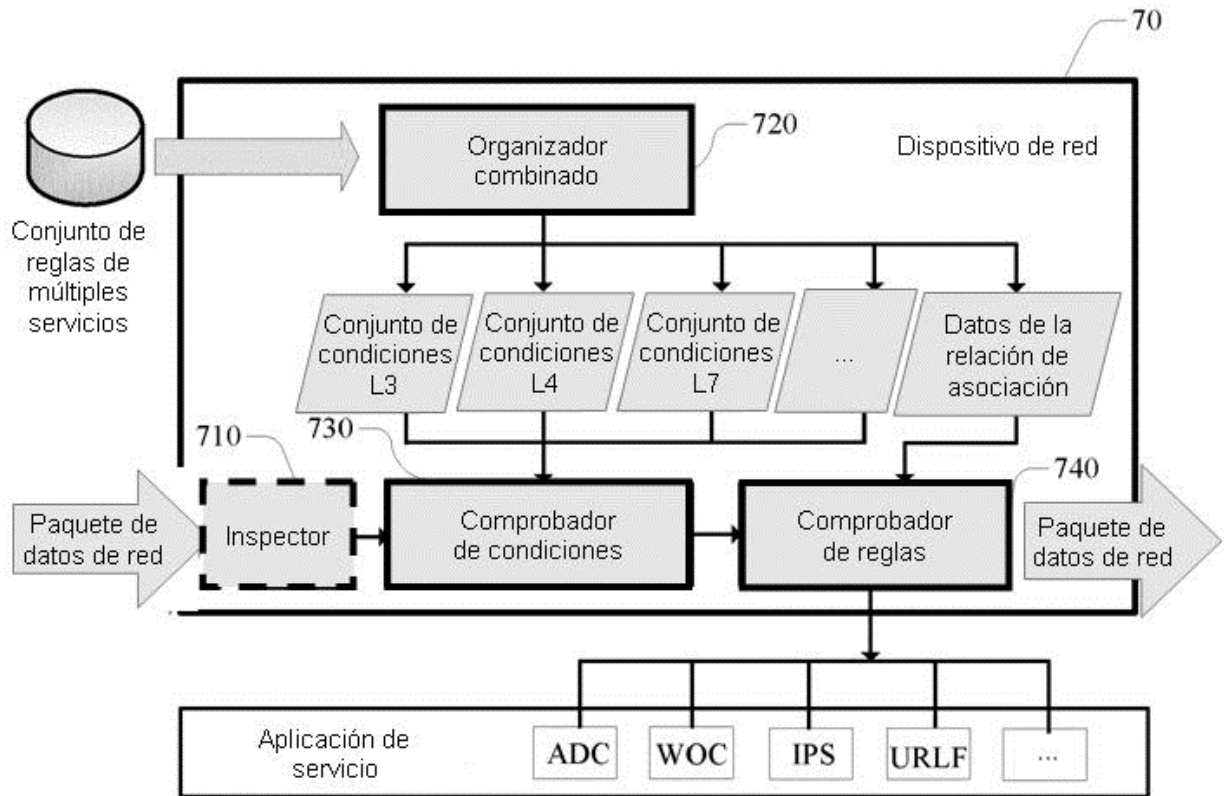 70
720
Organizador
combinado
Dispositivo de red
Conjunto de
reglas de
múltiples
servicios
Conjunto de
condiciones
L3
Conjunto de
condiciones
L4
Conjunto de
condiciones
L7
...
Datos de la
relación de
asociación
710
730
740
Paquete de
datos de red
Inspector
Comprobador
de condiciones
Comprobador
de reglas
Paquete de
datos de red
Aplicación de
servicio
ADC
WOC
IPS
URLF
...